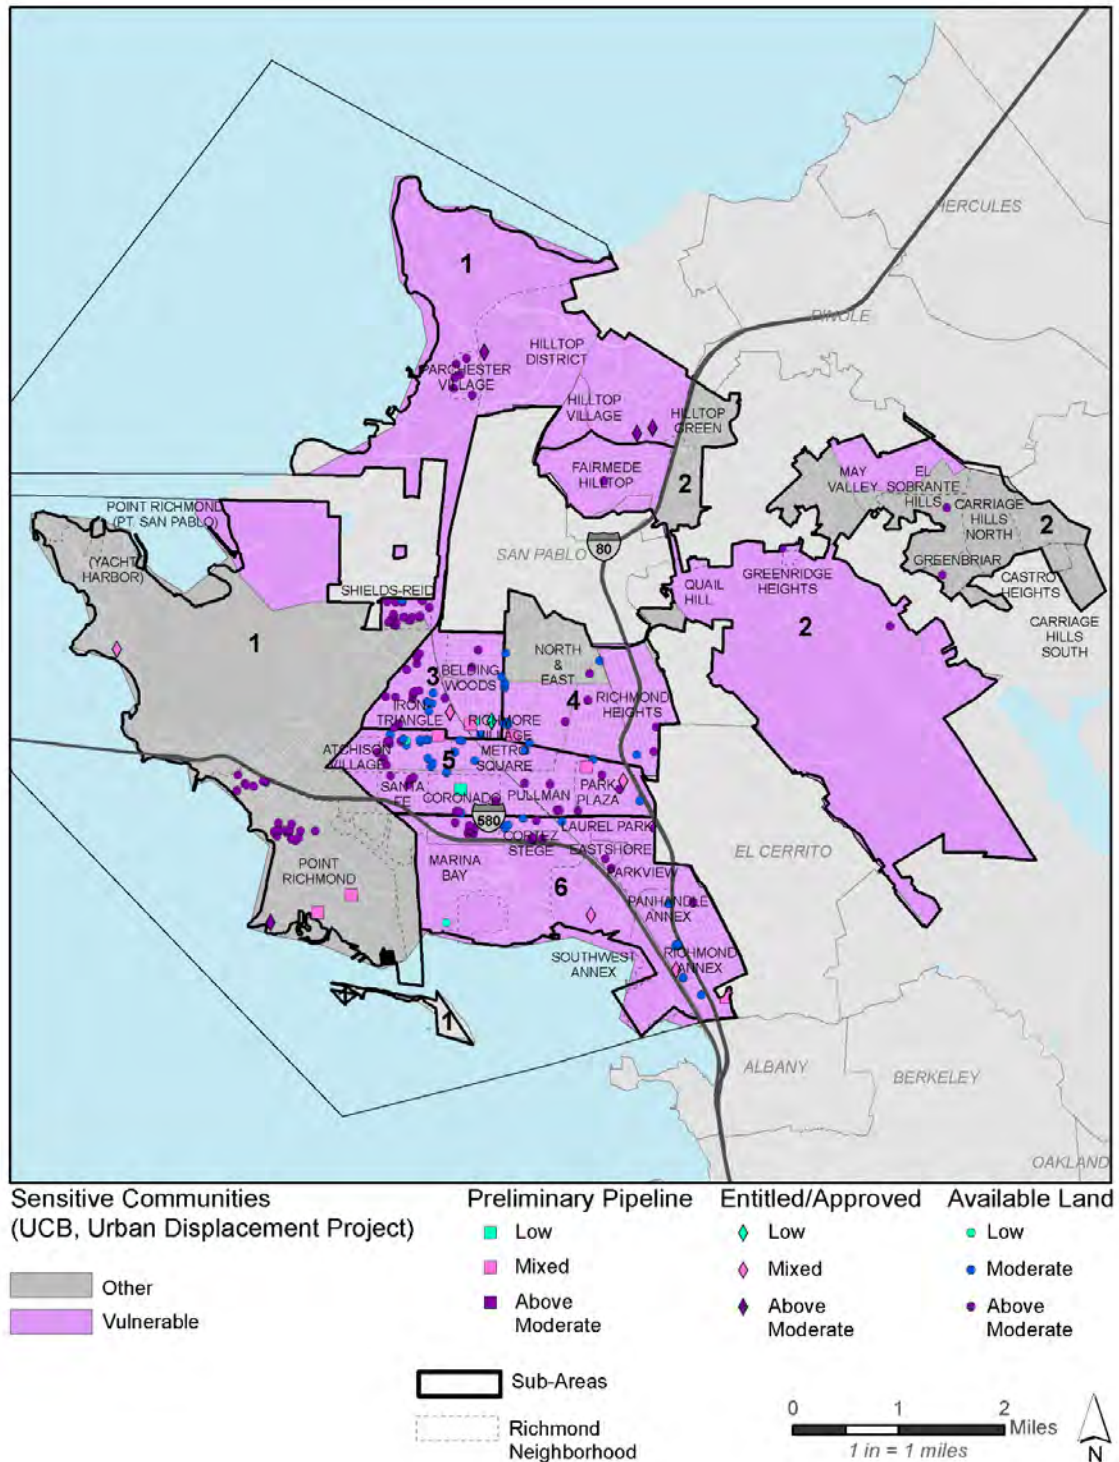 HERCULES
1
PINOLE
HILLTOP
DISTRICT
PARCHESTER
VILLAGE
HILLTOP
VILLAGE
HILLTOP
GREEN
FAIRMEDE
HILLTOP
2
MAY
VALLEY
EL
SOBRANTE
HILLS
CARRIAGE
HILLS
NORTH
2
POINT RICHMOND
(PT. SAN PABLO)
SAN PABLO
80
(YACHT
HARBOR)
SHIELDS-REID
QUAIL
HILL
GREENRIDGE
HEIGHTS
GREENBRIAR
CASTRO
HEIGHTS
CARRIAGE
HILLS
SOUTH
1
2
3
BELDING
WOODS
NORTH
&
EAST
4
RICHMOND
HEIGHTS
IRON
TRIANGLE
RICHMORE
VILLAGE
METRO
SQUARE
ATCHISON
VILLAGE
5
SANTA
FE
CORONADO
PULLMAN
PARK
PLAZA
580
CORTEZ
STEGE
LAUREL PARK
EASTSHORE
PARKVIEW
EL CERRITO
MARINA
BAY
POINT
RICHMOND
6
PANHANDLE
ANNEX
SOUTHWEST
ANNEX
RICHMOND
ANNEX
1
ALBANY
BERKELEY
OAKLAND
Sensitive Communities
(UCB, Urban Displacement Project)
Other
Vulnerable
Preliminary Pipeline
Low
Mixed
Above
Moderate
Entitled/Approved
Low
Mixed
Above
Moderate
Available Land
Low
Moderate
Above
Moderate
Sub-Areas
Richmond
Neighborhood
0 1 2
Miles
1 in = 1 miles
N